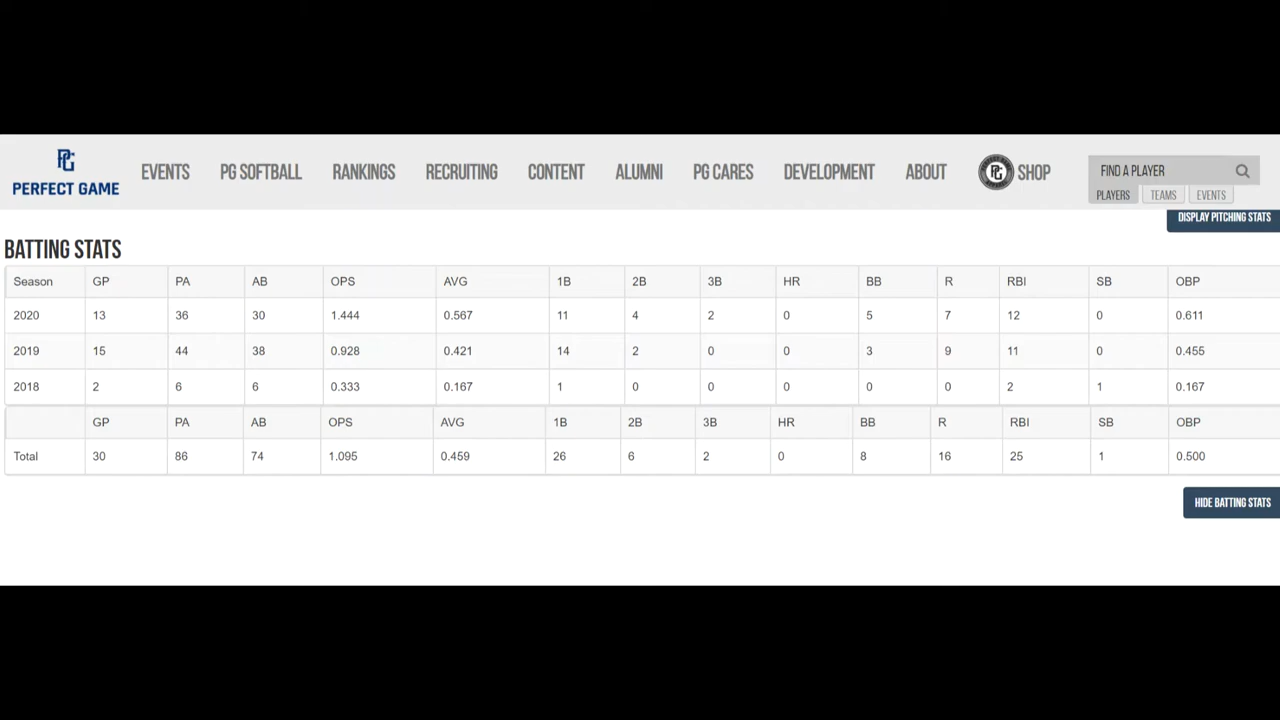 PG
PERFECT GAME
EVENTS PG SOFTBALL RANKINGS RECRUITING CONTENT ALUMNI PG CARES DEVELOPMENT ABOUT PG SHOP
FIND A PLAYER
PLAYERS TEAMS EVENTS
DISPLAY PITCHING STATS
BATTING STATS
Season GP PA AB OPS AVG 1B 2B 3B HR BB R RBI SB OBP
2020 13 36 30 1.444 0.567 11 4 2 0 5 7 12 0 0.611
2019 15 44 38 0.928 0.421 14 2 0 0 3 9 11 0 0.455
2018 2 6 6 0.333 0.167 1 0 0 0 0 0 2 1 0.167
GP PA AB OPS AVG 1B 2B 3B HR BB R RBI SB OBP
Total 30 86 74 1.095 0.459 26 6 2 0 8 16 25 1 0.500
HIDE BATTING STATS